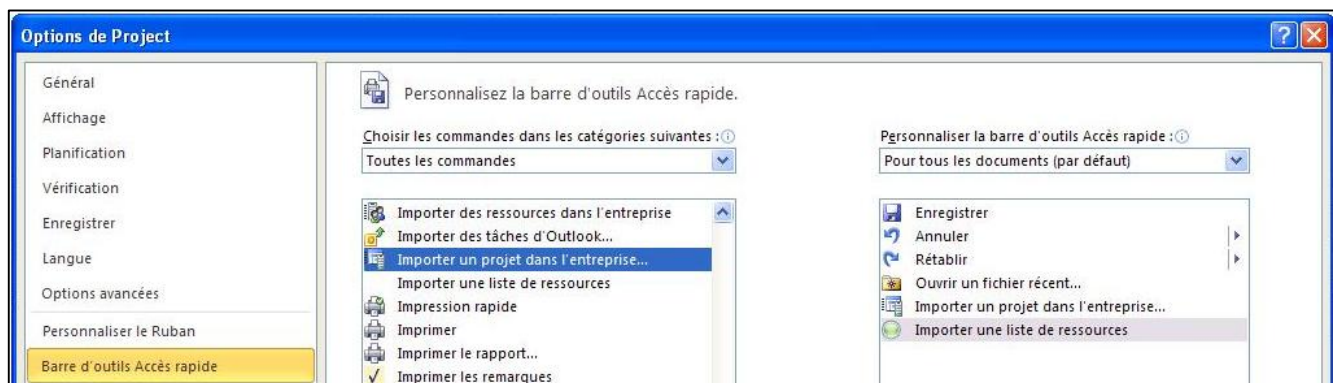 Options de Project
Général
Affichage
Planification
Vérification
Enregistrer
Langue
Options avancées
Personnaliser le Ruban
Barre d'outils Accès rapide
Personnalisez la barre d'outils Accès rapide.
Choisir les commandes dans les catégories suivantes :
Toutes les commandes
Importer des ressources dans l'entreprise
Importer des tâches d'Outlook...
Importer un projet dans l'entreprise...
Importer une liste de ressources
Impression rapide
Imprimer
Imprimer le rapport...
Imprimer les remarques
Personnaliser la barre d'outils Accès rapide :
Pour tous les documents (par défaut)
Enregistrer
Annuler
Rétablir
Ouvrir un fichier récent...
Importer un projet dans l'entreprise...
Importer une liste de ressources